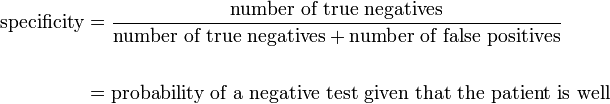 specificity = number of true negatives / number of true negatives + number of false positives
= probability of a negative test given that the patient is well